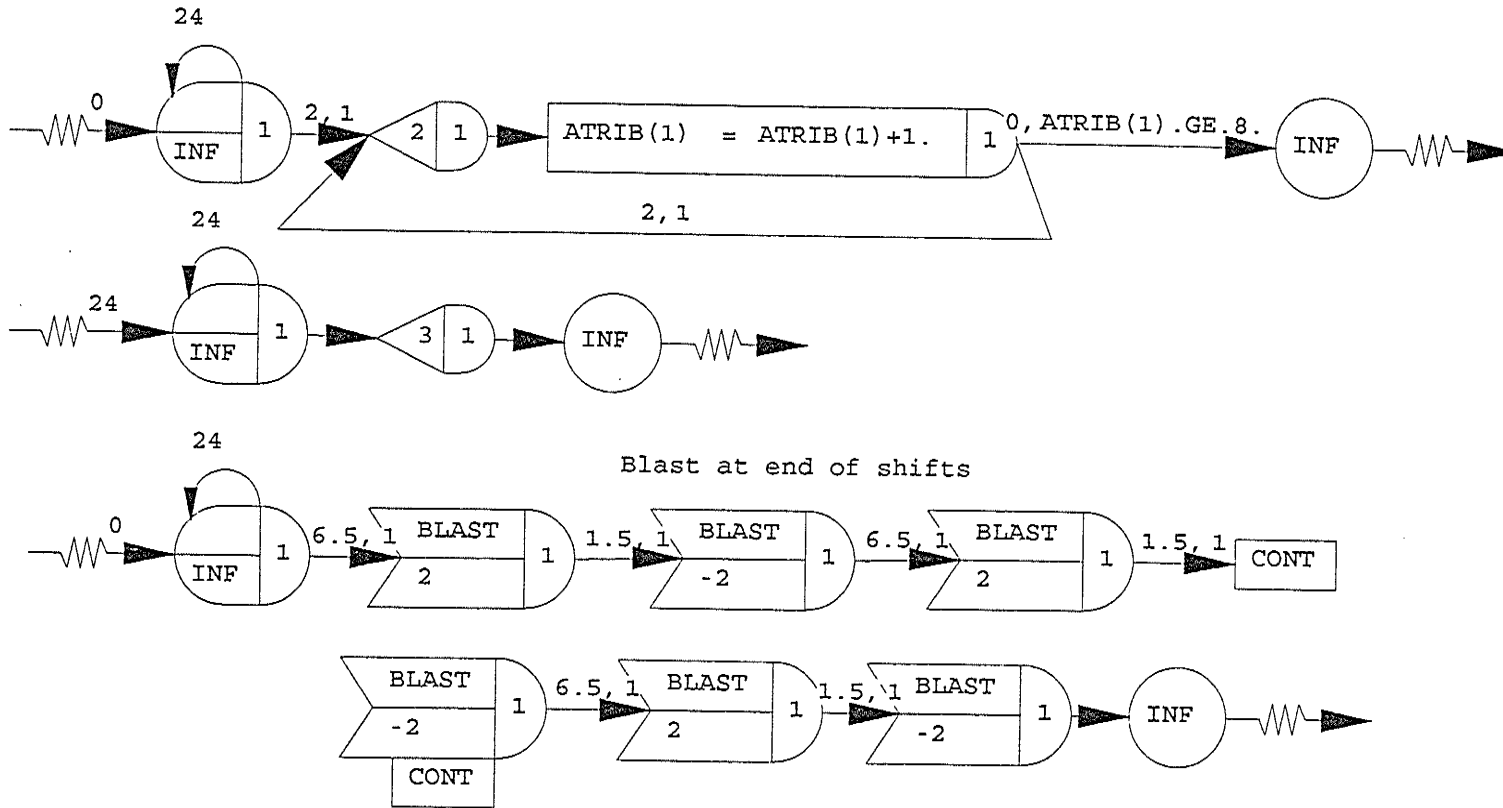 24
0
INF
1
2,1
2
1
ATRIB(1) = ATRIB(1)+1.
1
0,ATRIB(1).GE.8.
INF
2,1
24
24
INF
1
3
1
INF
24
Blast at end of shifts
0
INF
1
6.5,1
BLAST
2
1
1.5,1
BLAST
-2
1
6.5,1
BLAST
2
1
1.5,1
CONT
BLAST
-2
1
CONT
6.5,1
BLAST
2
1
1.5,1
BLAST
-2
1
INF